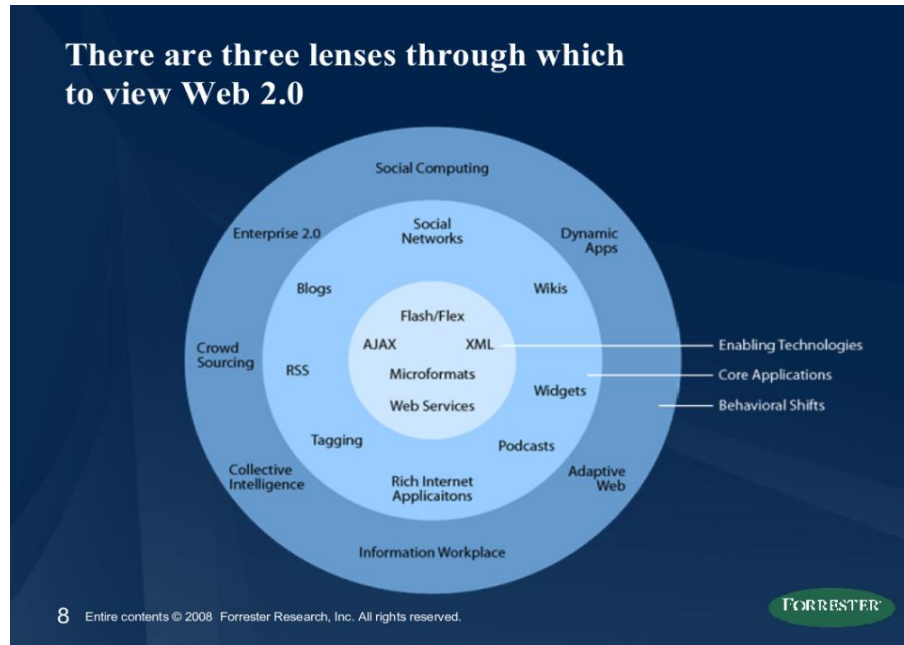 There are three lenses through which
to view Web 2.0
Social Computing
Enterprise 2.0
Social
Networks
Dynamic
Apps
Blogs
Wikis
Flash/Flex
AJAX
XML
Enabling Technologies
Crowd
Sourcing
RSS
Microformats
Core Applications
Widgets
Web Services
Behavioral Shifts
Tagging
Podcasts
Collective
Intelligence
Rich Internet
Applicaitons
Adaptive
Web
Information Workplace
8 Entire contents © 2008 Forrester Research, Inc. All rights reserved.
FORRESTER®